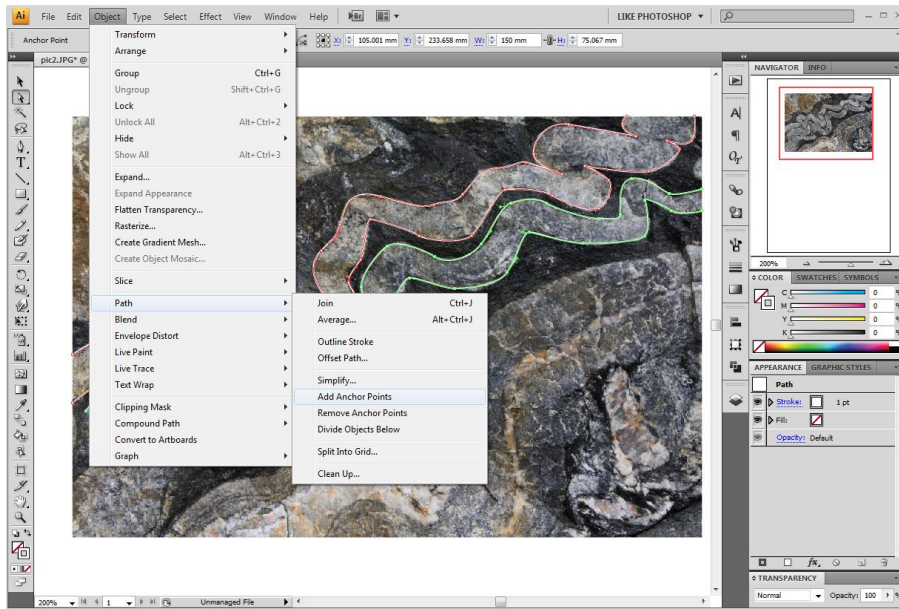 Ai File Edit Object Type Select Effect View Window Help Br LIKE PHOTOSHOP
Anchor Point X: 105.001 mm Y: 233.658 mm W: 150 mm H: 75.067 mm
pic2.JPG* @
Transform
Arrange
Group Ctrl+G
Ungroup Shift+Ctrl+G
Lock
Unlock All Alt+Ctrl+2
Hide
Show All Alt+Ctrl+3
Expand...
Expand Appearance
Flatten Transparency...
Rasterize...
Create Gradient Mesh...
Create Object Mosaic...
Slice
Path
Blend
Envelope Distort
Live Paint
Live Trace
Text Wrap
Clipping Mask
Compound Path
Convert to Artboards
Graph
Join Ctrl+J
Average... Alt+Ctrl+J
Outline Stroke
Offset Path...
Simplify...
Add Anchor Points
Remove Anchor Points
Divide Objects Below
Split Into Grid...
Clean Up...
NAVIGATOR INFO
200%
COLOR SWATCHES SYMBOLS
C 0 %
M 0 %
Y 0 %
K 0 %
APPEARANCE GRAPHIC STYLES
Path
Stroke: 1 pt
Fill:
Opacity: Default
fx
TRANSPARENCY
Normal Opacity: 100 %
200% 1 Unmanaged File